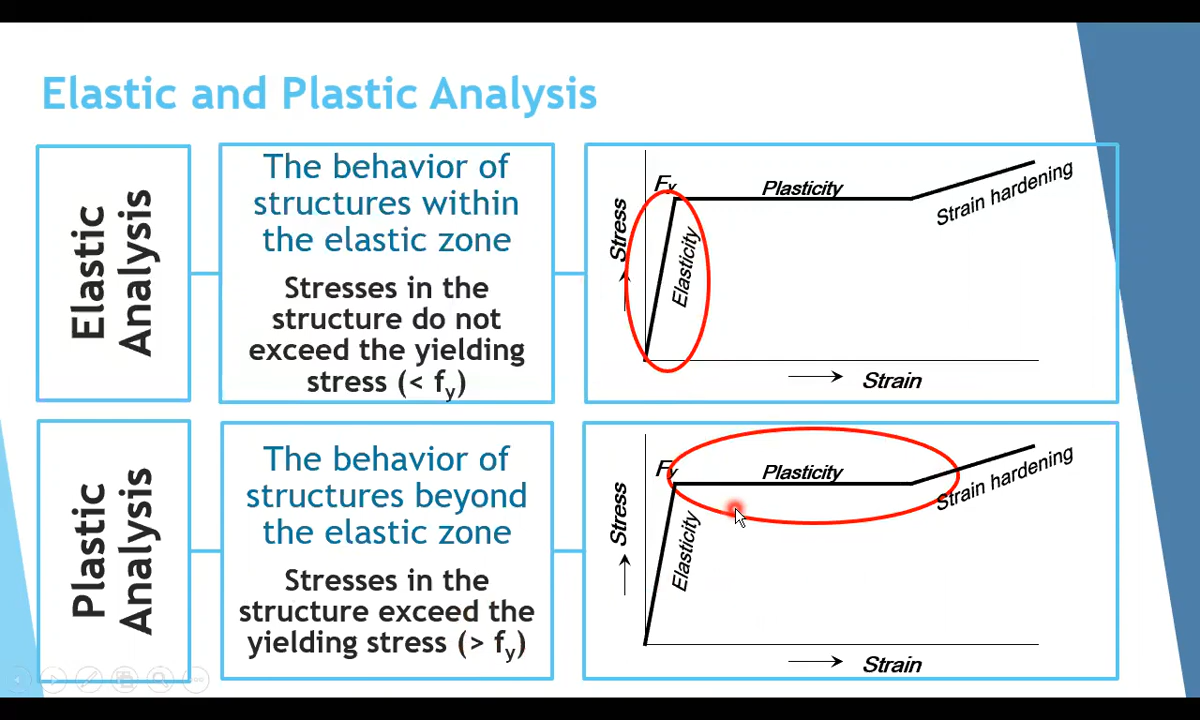 Elastic and Plastic Analysis
Elastic
Analysis
The behavior of
structures within
the elastic zone
Stresses in the
structure do not
exceed the yielding
stress (< fy)
Fy
Plasticity
Strain hardening
Stress
Elasticity
Strain
Plastic
Analysis
The behavior of
structures beyond
the elastic zone
Stresses in the
structure exceed the
yielding stress (> fy)
Fy
Plasticity
Strain hardening
Stress
Elasticity
Strain